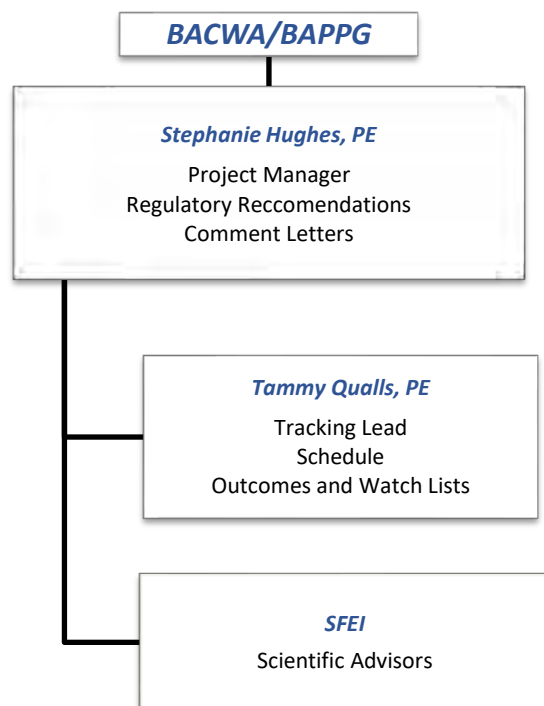 BACWA/BAPPG
Stephanie Hughes, PE
Project Manager
Regulatory Reccomendations
Comment Letters
Tammy Qualls, PE
Tracking Lead
Schedule
Outcomes and Watch Lists
SFEI
Scientific Advisors